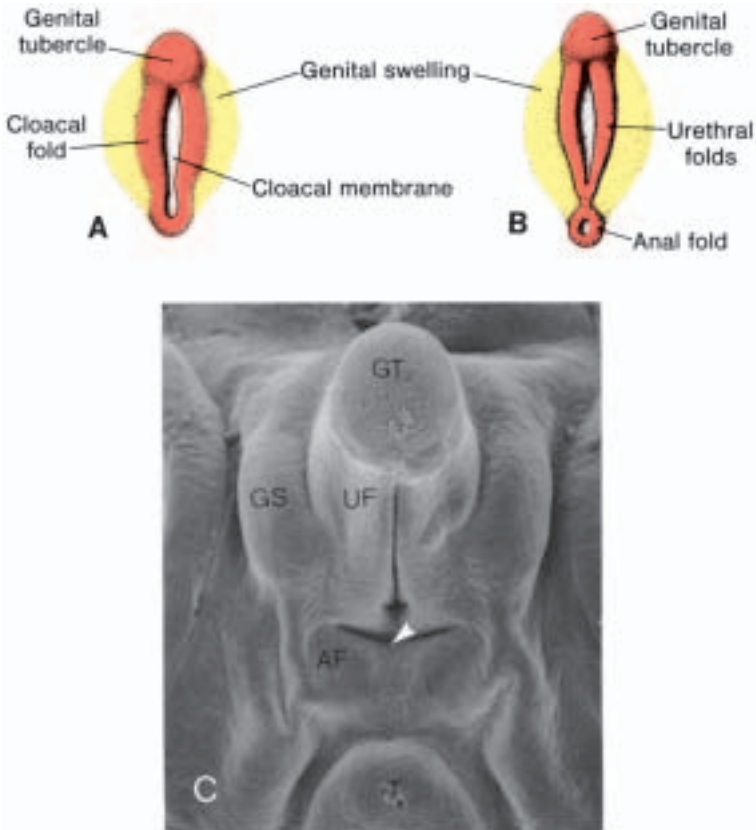 Genital
tubercle
Genital swelling
Cloacal
fold
Cloacal membrane
A
Genital
tubercle
Urethral
folds
B
Anal fold
GT
GS
UF
AF
T
C